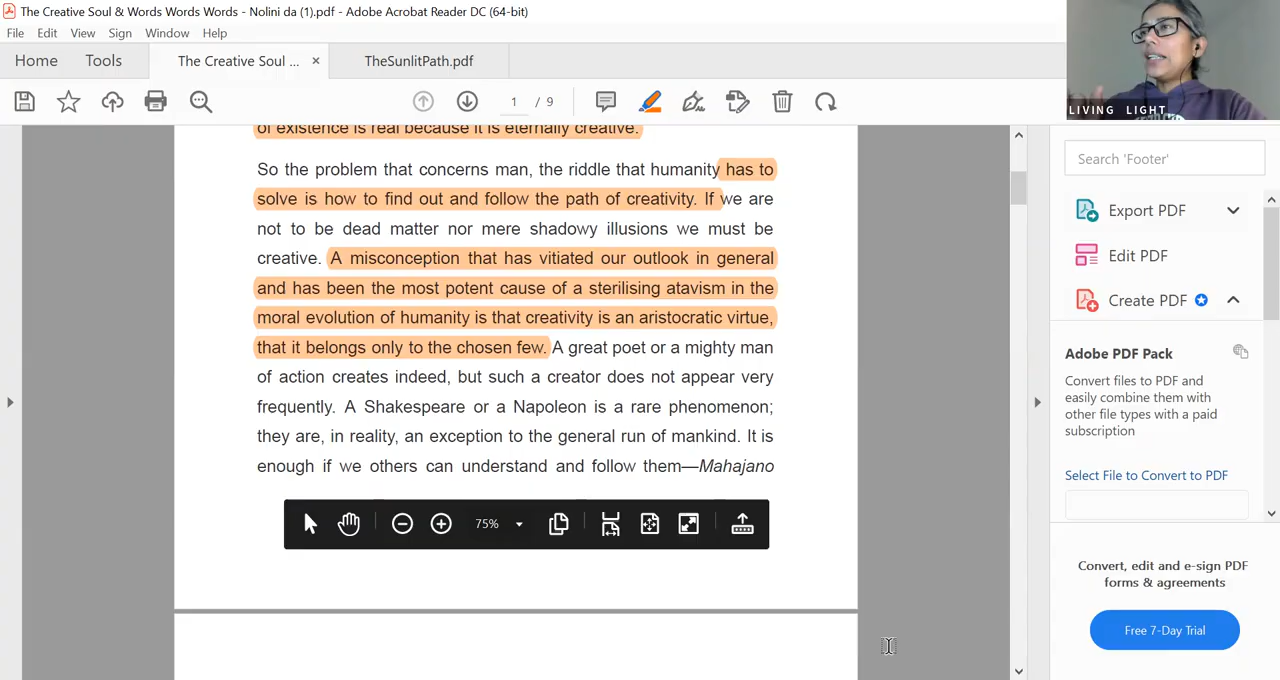 The Creative Soul & Words Words Words - Nolini da (1).pdf - Adobe Acrobat Reader DC (64-bit)
File Edit View Sign Window Help
Home Tools The Creative Soul ... × TheSunlitPath.pdf
1 / 9
LIVING LIGHT
of existence is real because it is eternally creative.
So the problem that concerns man, the riddle that humanity has to
solve is how to find out and follow the path of creativity. If we are
not to be dead matter nor mere shadowy illusions we must be
creative. A misconception that has vitiated our outlook in general
and has been the most potent cause of a sterilising atavism in the
moral evolution of humanity is that creativity is an aristocratic virtue,
that it belongs only to the chosen few. A great poet or a mighty man
of action creates indeed, but such a creator does not appear very
frequently. A Shakespeare or a Napoleon is a rare phenomenon;
they are, in reality, an exception to the general run of mankind. It is
enough if we others can understand and follow them—Mahajano
75%
Search 'Footer'
Export PDF
Edit PDF
Create PDF
Adobe PDF Pack
Convert files to PDF and
easily combine them with
other file types with a paid
subscription
Select File to Convert to PDF
Convert, edit and e-sign PDF
forms & agreements
Free 7-Day Trial